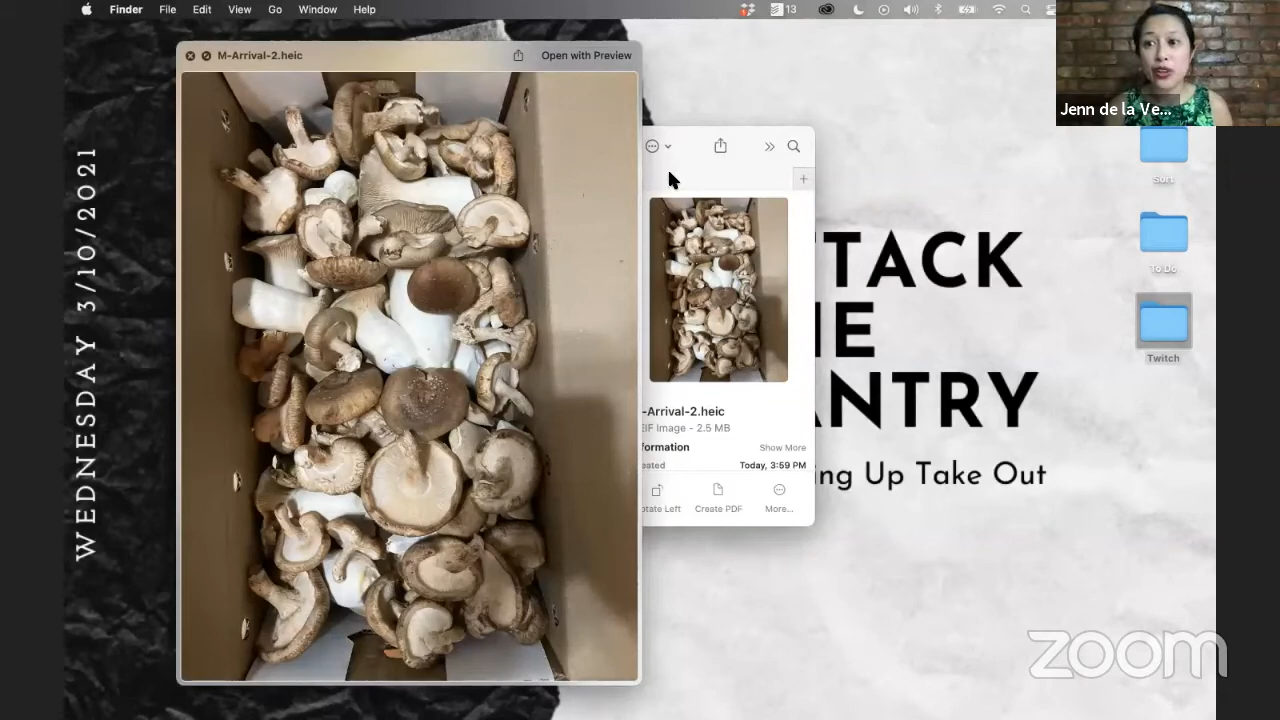 Finder File Edit View Go Window Help
13
M-Arrival-2.heic
Open with Preview
Jenn de la Ve...
Sort
To Do
Twitch
WEDNESDAY 3/10/2021
TACK
ANTRY
ing Up Take Out
-Arrival-2.heic
EIF Image - 2.5 MB
formation Show More
eated Today, 3:59 PM
otate Left Create PDF More...
zoom